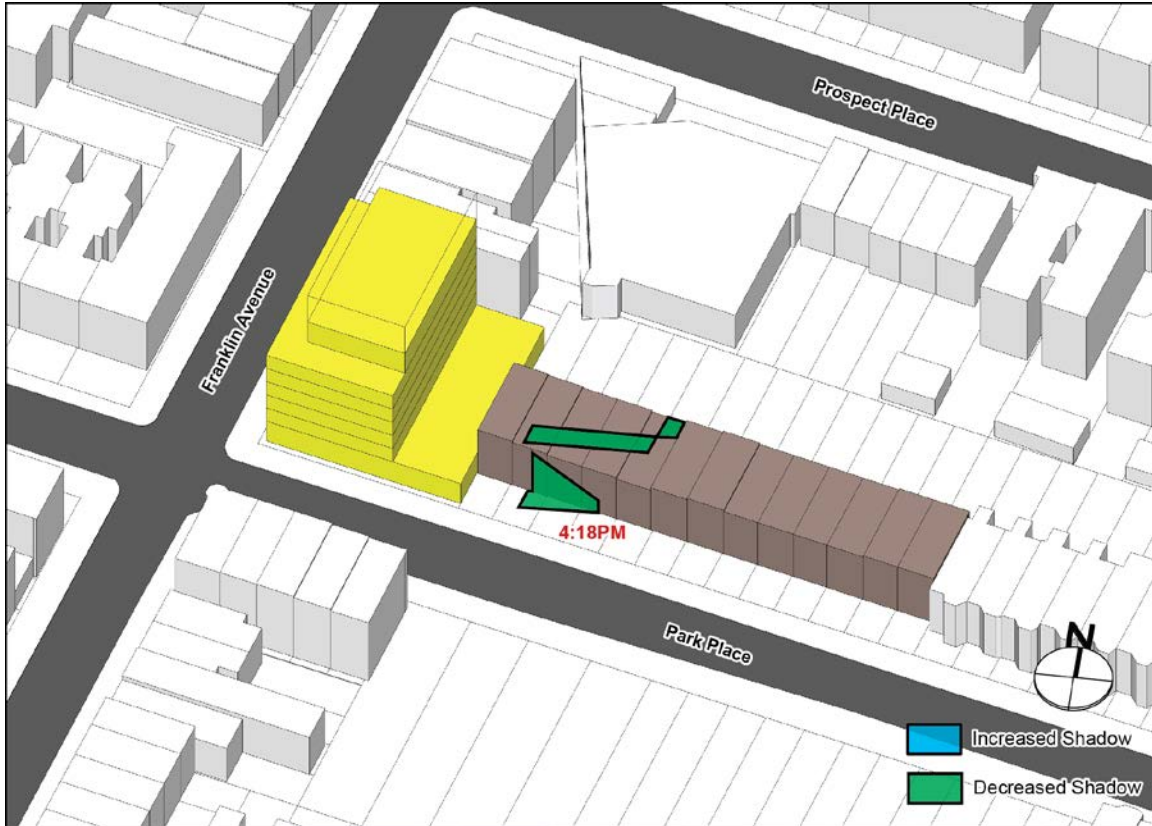 Prospect Place
Franklin Avenue
4:18PM
Park Place
N
Increased Shadow
Decreased Shadow